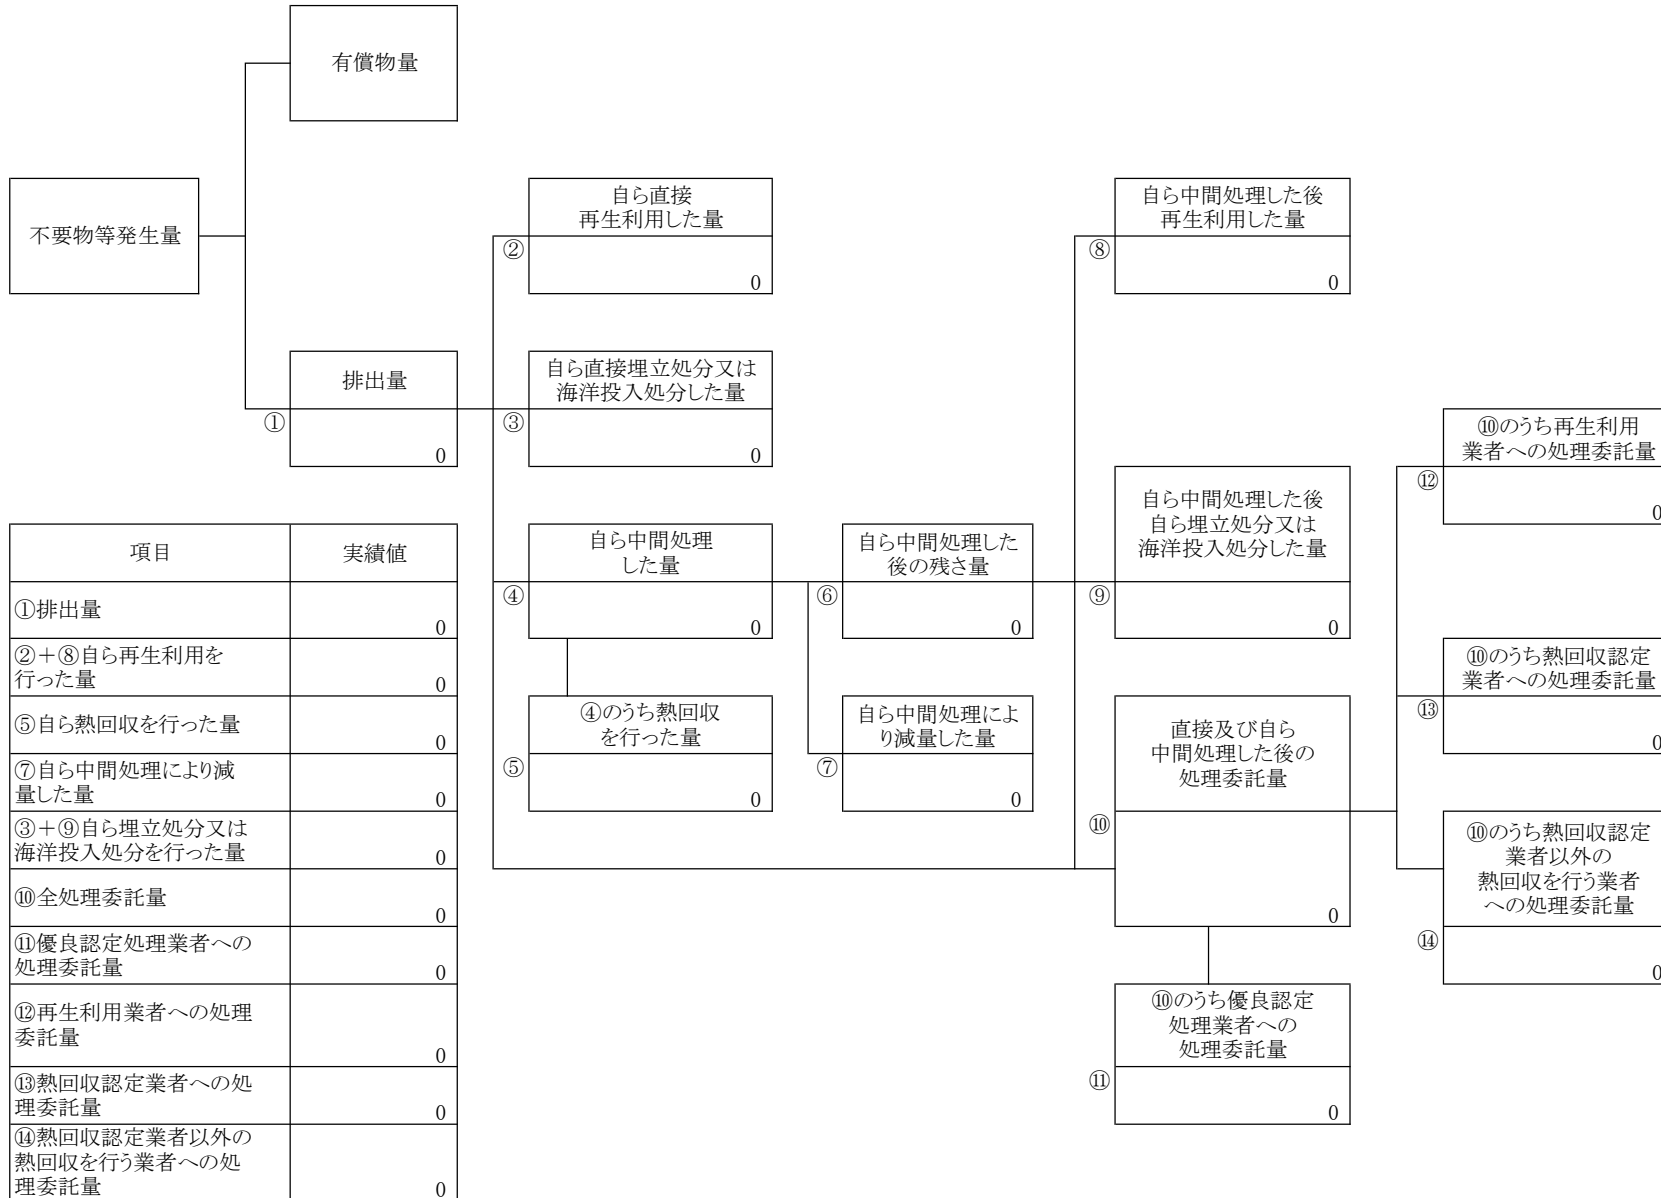 有償物量
不要物等発生量
自ら直接
再生利用した量
②
0
自ら中間処理した後
再生利用した量
⑧
0
排出量
①
0
自ら直接埋立処分又は
海洋投入処分した量
③
0
⑩のうち再生利用
業者への処理委託量
⑫
0
自ら中間処理
した量
④
0
自ら中間処理した
後の残さ量
⑥
0
自ら中間処理した後
自ら埋立処分又は
海洋投入処分した量
⑨
0
⑩のうち熱回収認定
業者への処理委託量
⑬
0
④のうち熱回収
を行った量
⑤
0
自ら中間処理によ
り減量した量
⑦
0
直接及び自ら
中間処理した後の
処理委託量
⑩
0
⑩のうち熱回収認定
業者以外の
熱回収を行う業者
への処理委託量
⑭
0
⑩のうち優良認定
処理業者への
処理委託量
⑪
0
項目 実績値
①排出量
0
②+⑧自ら再生利用を
行った量 0
⑤自ら熱回収を行った量
0
⑦自ら中間処理により減
量した量 0
③+⑨自ら埋立処分又は
海洋投入処分を行った量 0
⑩全処理委託量
0
⑪優良認定処理業者への
処理委託量 0
⑫再生利用業者への処理
委託量
0
⑬熱回収認定業者への処
理委託量 0
⑭熱回収認定業者以外の
熱回収を行う業者への処
理委託量 0